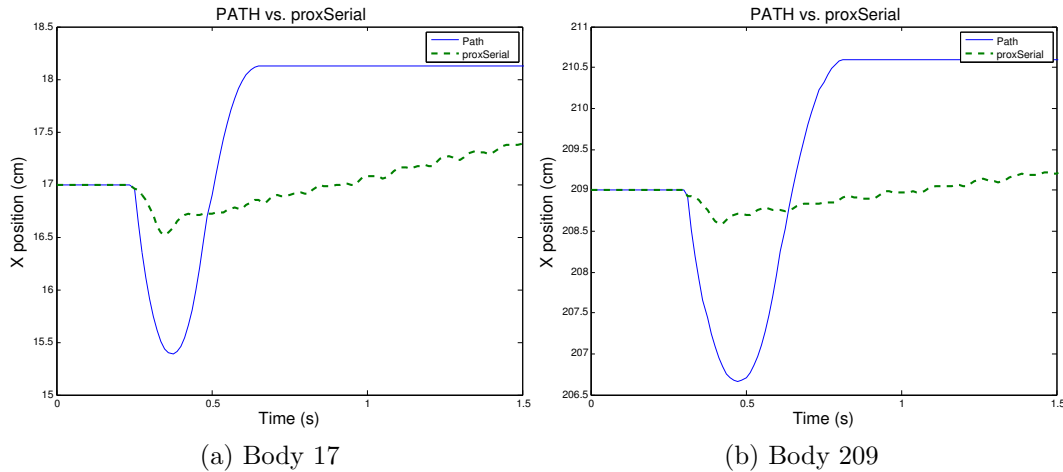 PATH vs. proxSerial
18.5
18
17.5
17
16.5
16
15.5
15
X position (cm)
Path
proxSerial
0
0.5
1
1.5
Time (s)
(a) Body 17
PATH vs. proxSerial
211
210.5
210
209.5
209
208.5
208
207.5
207
206.5
X position (cm)
Path
proxSerial
0
0.5
1
1.5
Time (s)
(b) Body 209